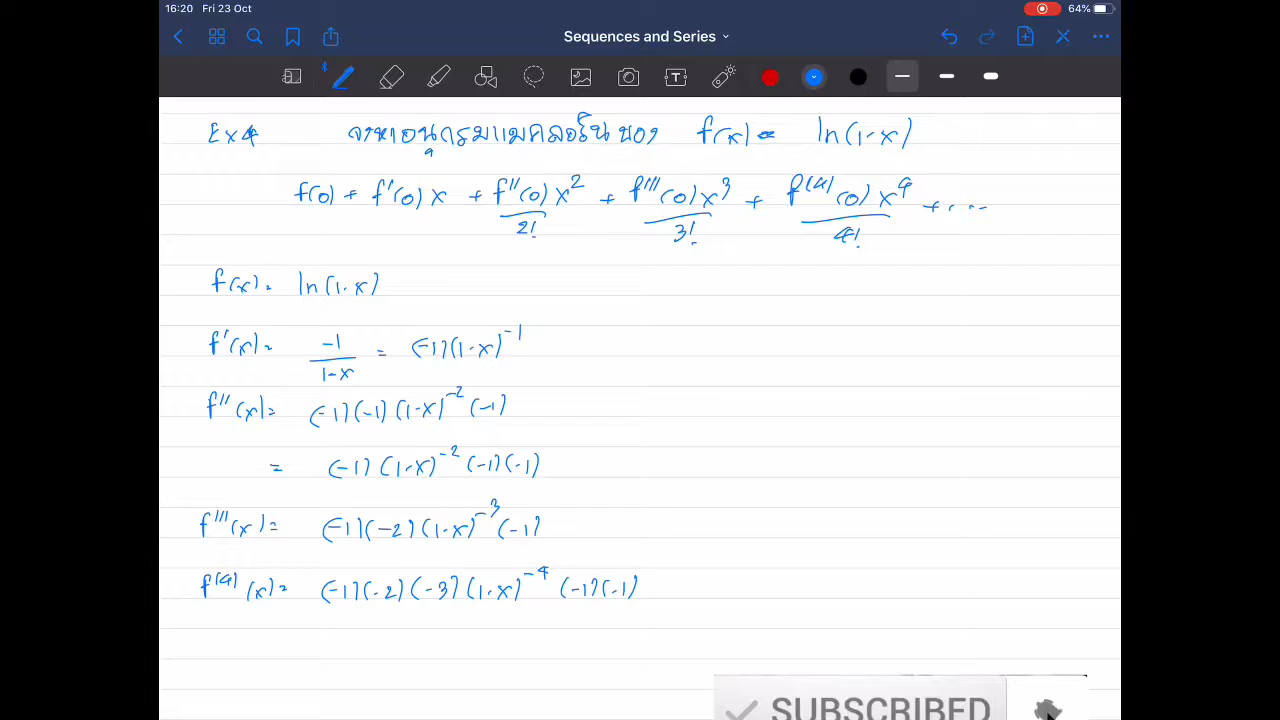 16:20 Fri 23 Oct 64%
Sequences and Series
Ex 4 จงหาอนุกรมแมคลอรินของ f(x) = ln(1-x)
f(0) + f'(0)x + f''(0)x²/2! + f'''(0)x³/3! + f⁽⁴⁾(0)x⁴/4! + ...
f(x) = ln(1-x)
f'(x) = -1/(1-x) = (-1)(1-x)⁻¹
f''(x) = (-1)(-1)(1-x)⁻²(-1)
= (-1)(1-x)⁻²(-1)(-1)
f'''(x) = (-1)(-2)(1-x)⁻³(-1)
f⁽⁴⁾(x) = (-1)(-2)(-3)(1-x)⁻⁴(-1)(-1)
SUBSCRIBED